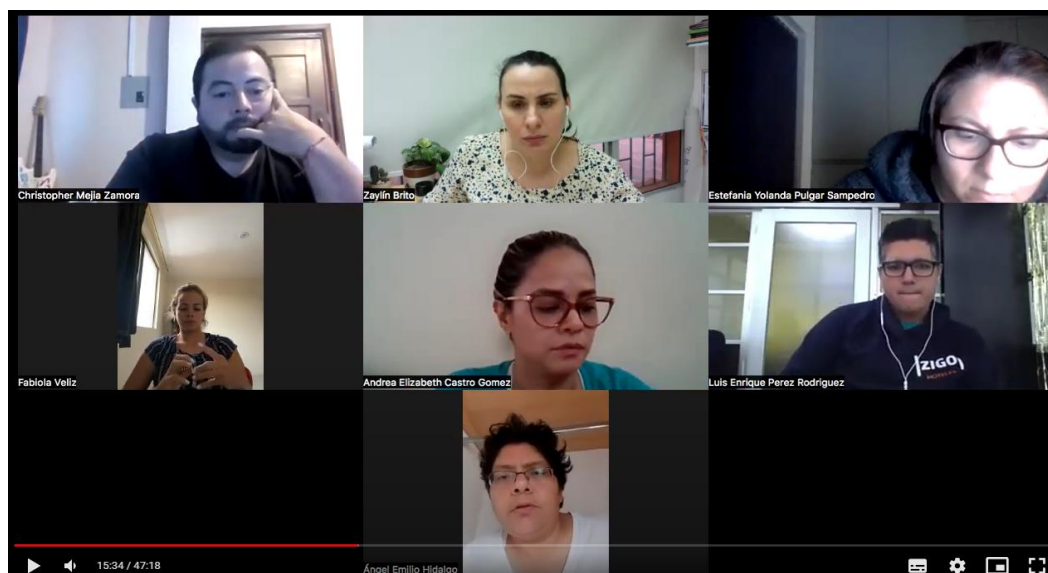 Christopher Mejia Zamora
Zaylín Brito
Estefania Yolanda Pulgar Sampedro
Fabiola Veliz
Andrea Elizabeth Castro Gomez
ZIGO
Luis Enrique Perez Rodriguez
Ángel Emilio Hidalgo
15:34 / 47:18